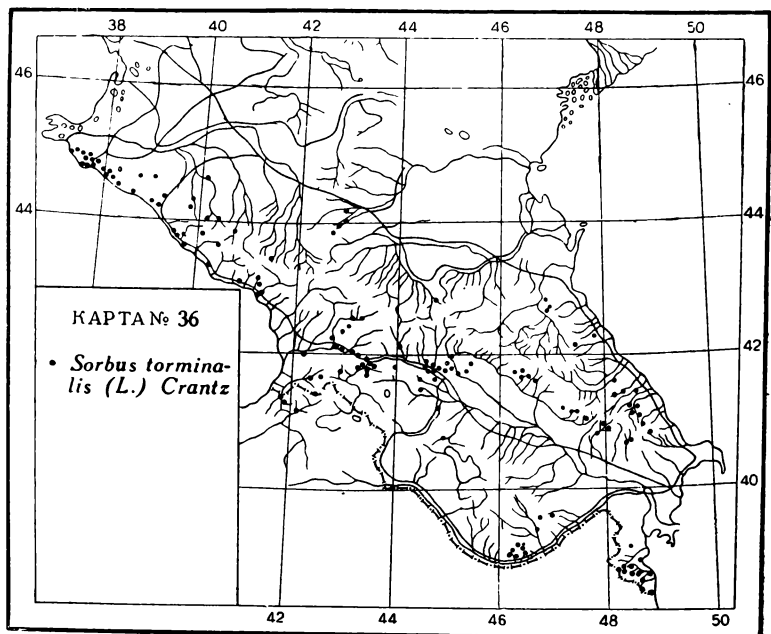 38 40 42 44 46 48 50
46 46
44 44
КАРТА № 36
• Sorbus tormina-
lis (L.) Crantz
42
40
42 44 46 48 50